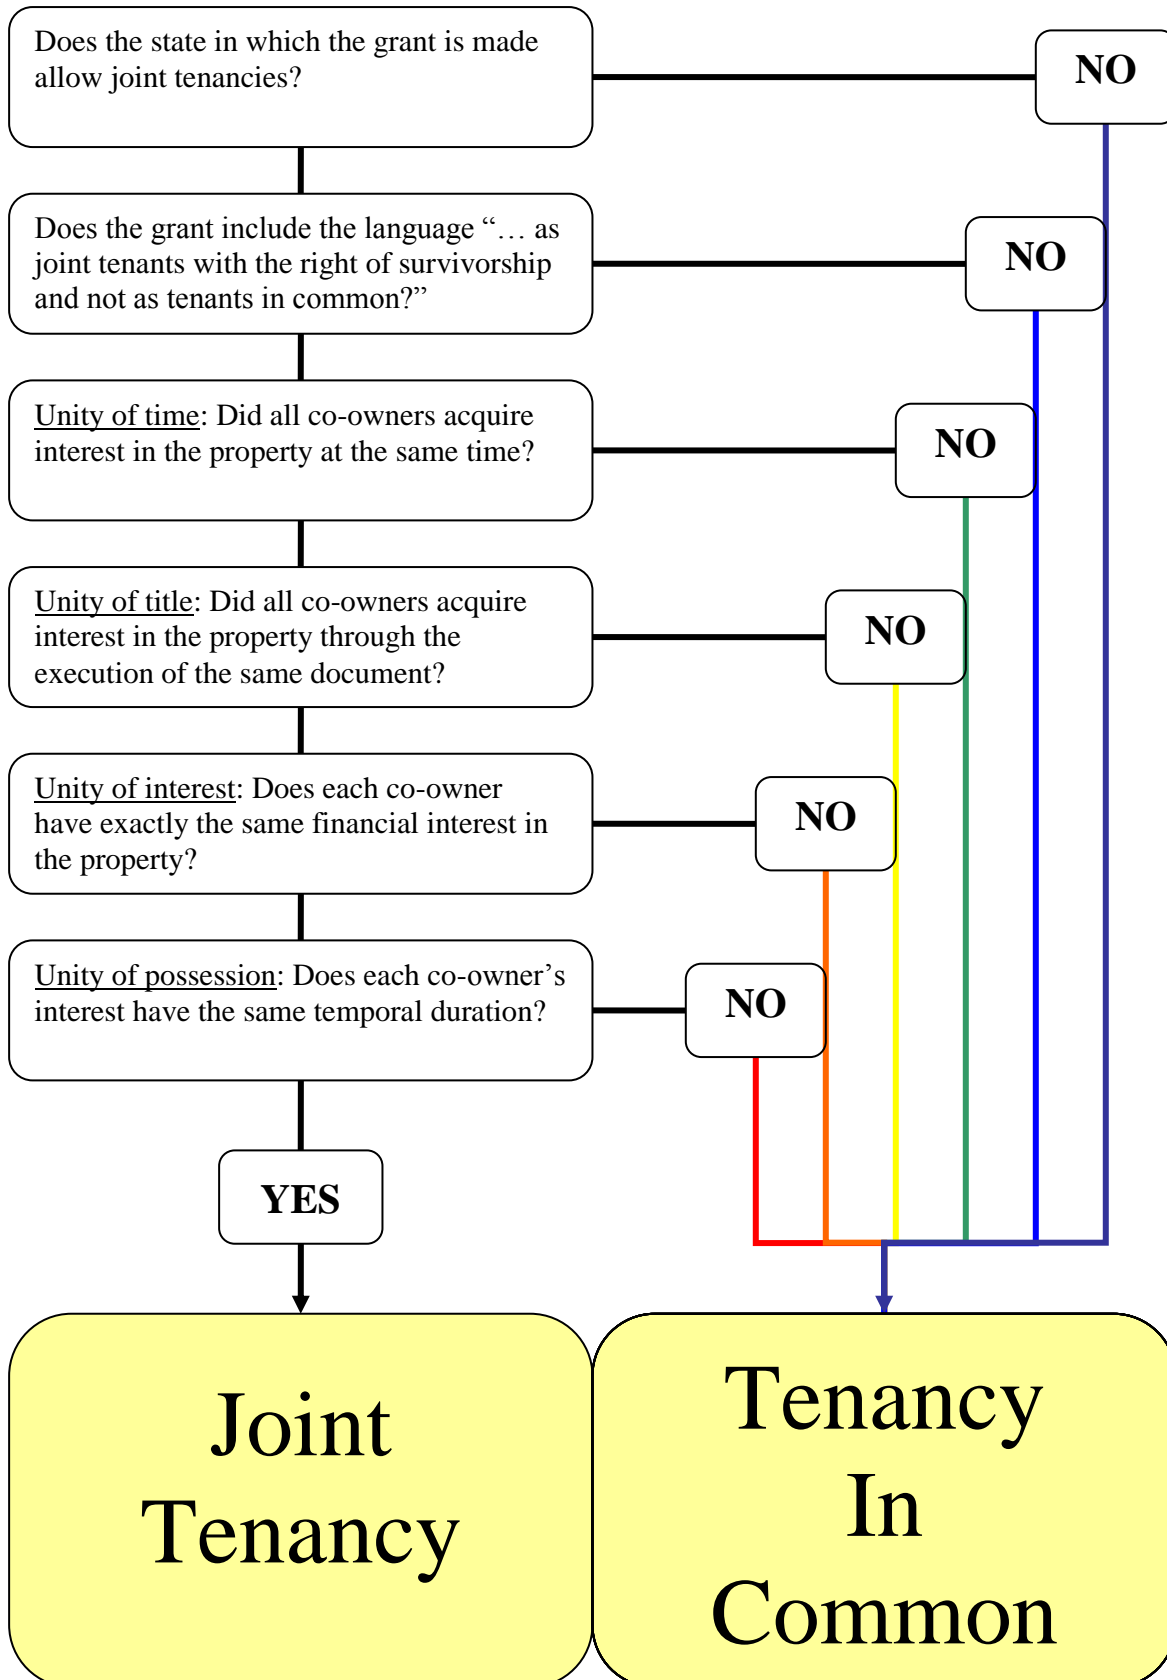 Does the state in which the grant is made
allow joint tenancies?
NO
Does the grant include the language “… as
joint tenants with the right of survivorship
and not as tenants in common?”
NO
Unity of time: Did all co-owners acquire
interest in the property at the same time?
NO
Unity of title: Did all co-owners acquire
interest in the property through the
execution of the same document?
NO
Unity of interest: Does each co-owner
have exactly the same financial interest in
the property?
NO
Unity of possession: Does each co-owner’s
interest have the same temporal duration?
NO
YES
Joint
Tenancy
Tenancy
In
Common